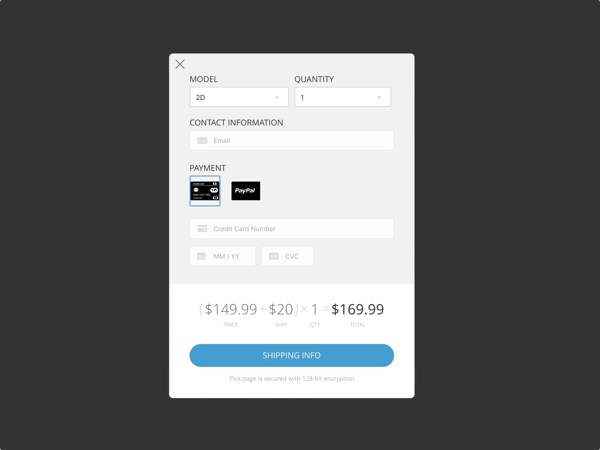 MODEL QUANTITY
2D 1
CONTACT INFORMATION
Email
PAYMENT
PayPal
Credit Card Number
MM / YY CVC
( $149.99 + $20 ) × 1 = $169.99
PRICE SHIP QTY TOTAL
SHIPPING INFO
This page is secured with 128-bit encryption